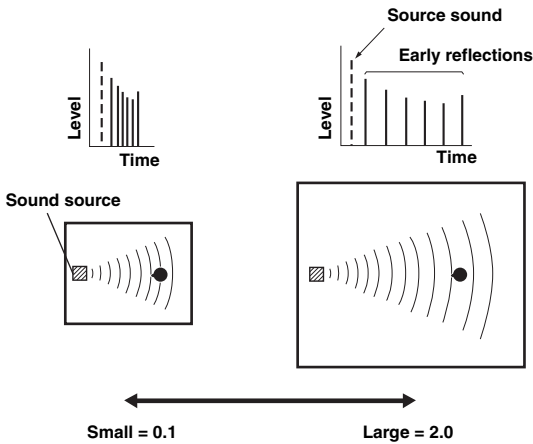 Source sound
Early reflections
Level
Time
Level
Time
Sound source
Small = 0.1
Large = 2.0